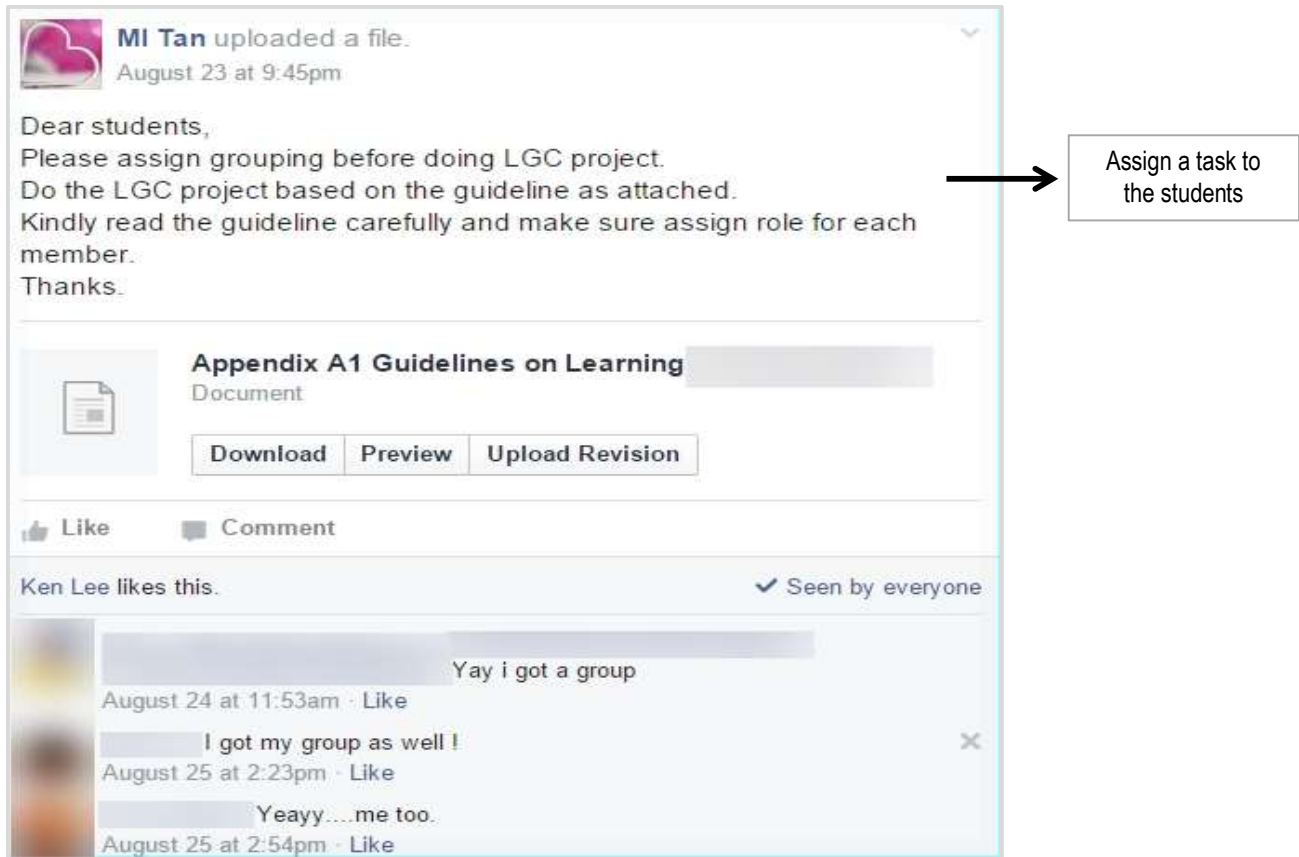 MI Tan uploaded a file.
August 23 at 9:45pm
Dear students,
Please assign grouping before doing LGC project.
Do the LGC project based on the guideline as attached.
Kindly read the guideline carefully and make sure assign role for each
member.
Thanks.
Assign a task to
the students
Appendix A1 Guidelines on Learning
Document
Download Preview Upload Revision
Like Comment
Ken Lee likes this. Seen by everyone
Yay i got a group
August 24 at 11:53am · Like
I got my group as well !
August 25 at 2:23pm · Like
Yeayy....me too.
August 25 at 2:54pm · Like